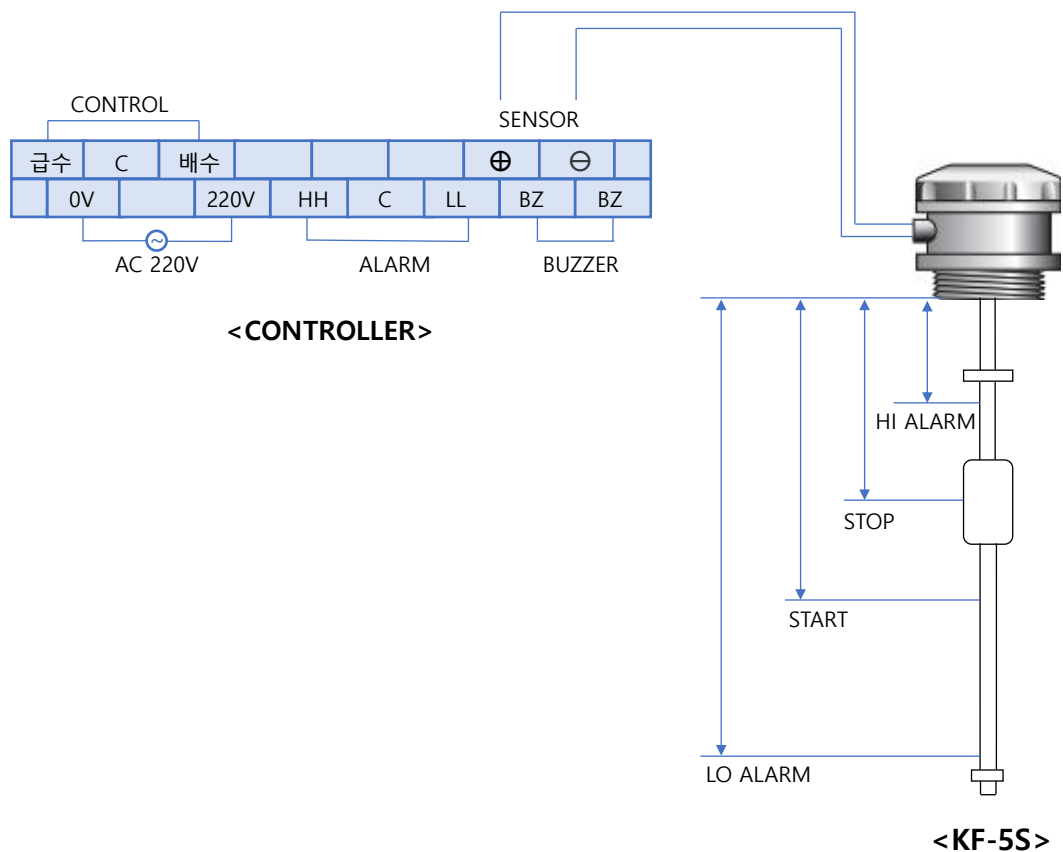 CONTROL
SENSOR
급수 C 배수 ⊕ ⊖
0V 220V HH C LL BZ BZ
AC 220V ALARM BUZZER
<CONTROLLER>
HI ALARM
STOP
START
LO ALARM
<KF-5S>